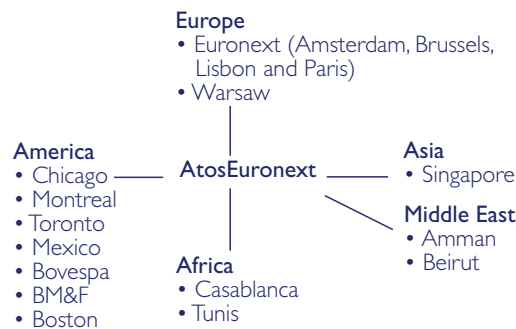 Europe
• Euronext (Amsterdam, Brussels,
Lisbon and Paris)
• Warsaw
America
• Chicago
• Montreal
• Toronto
• Mexico
• Bovespa
• BM&F
• Boston
AtosEuronext
Asia
• Singapore
Middle East
• Amman
• Beirut
Africa
• Casablanca
• Tunis